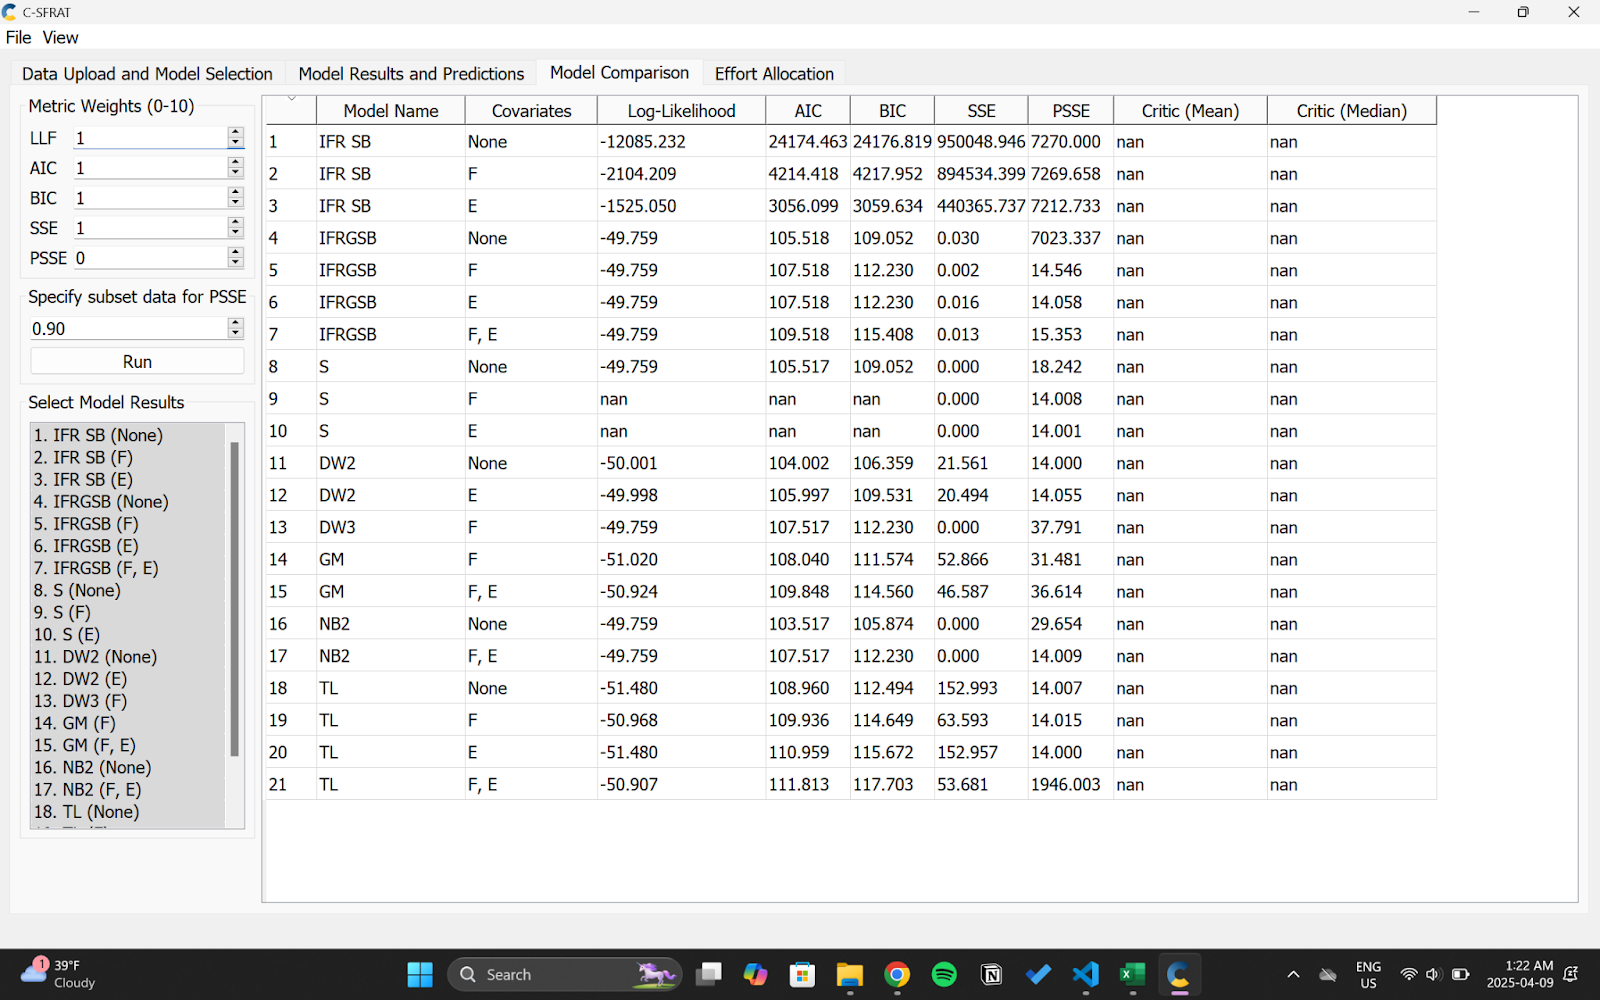 C-SFRAT
File View
Data Upload and Model Selection Model Results and Predictions Model Comparison Effort Allocation
Metric Weights (0-10)
LLF 1
AIC 1
BIC 1
SSE 1
PSSE 0
Specify subset data for PSSE
0.90
Run
Select Model Results
1. IFR SB (None)
2. IFR SB (F)
3. IFR SB (E)
4. IFRGSB (None)
5. IFRGSB (F)
6. IFRGSB (E)
7. IFRGSB (F, E)
8. S (None)
9. S (F)
10. S (E)
11. DW2 (None)
12. DW2 (E)
13. DW3 (F)
14. GM (F)
15. GM (F, E)
16. NB2 (None)
17. NB2 (F, E)
18. TL (None)
Model Name Covariates Log-Likelihood AIC BIC SSE PSSE Critic (Mean) Critic (Median)
1 IFR SB None -12085.232 24174.463 24176.819 950048.946 7270.000 nan nan
2 IFR SB F -2104.209 4214.418 4217.952 894534.399 7269.658 nan nan
3 IFR SB E -1525.050 3056.099 3059.634 440365.737 7212.733 nan nan
4 IFRGSB None -49.759 105.518 109.052 0.030 7023.337 nan nan
5 IFRGSB F -49.759 107.518 112.230 0.002 14.546 nan nan
6 IFRGSB E -49.759 107.518 112.230 0.016 14.058 nan nan
7 IFRGSB F, E -49.759 109.518 115.408 0.013 15.353 nan nan
8 S None -49.759 105.517 109.052 0.000 18.242 nan nan
9 S F nan nan nan 0.000 14.008 nan nan
10 S E nan nan nan 0.000 14.001 nan nan
11 DW2 None -50.001 104.002 106.359 21.561 14.000 nan nan
12 DW2 E -49.998 105.997 109.531 20.494 14.055 nan nan
13 DW3 F -49.759 107.517 112.230 0.000 37.791 nan nan
14 GM F -51.020 108.040 111.574 52.866 31.481 nan nan
15 GM F, E -50.924 109.848 114.560 46.587 36.614 nan nan
16 NB2 None -49.759 103.517 105.874 0.000 29.654 nan nan
17 NB2 F, E -49.759 107.517 112.230 0.000 14.009 nan nan
18 TL None -51.480 108.960 112.494 152.993 14.007 nan nan
19 TL F -50.968 109.936 114.649 63.593 14.015 nan nan
20 TL E -51.480 110.959 115.672 152.957 14.000 nan nan
21 TL F, E -50.907 111.813 117.703 53.681 1946.003 nan nan
1
39°F
Cloudy
Search
ENG
US
1:22 AM
2025-04-09